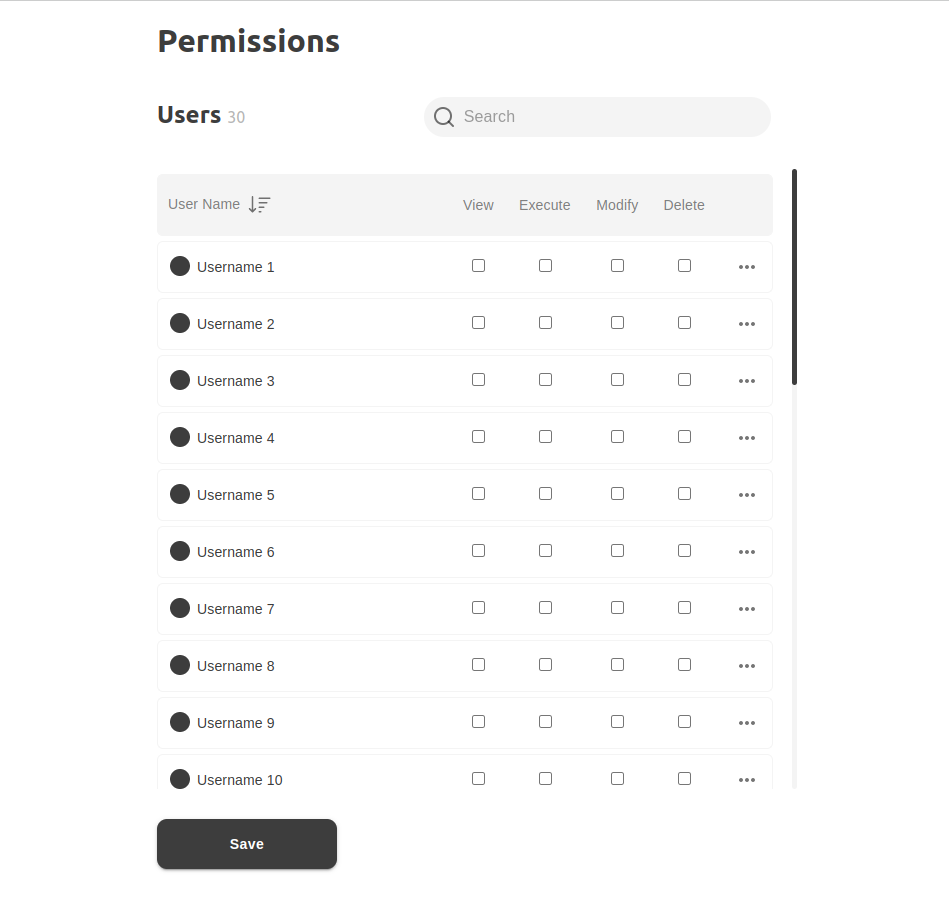 Permissions
Users 30
Search
User Name View Execute Modify Delete
Username 1
Username 2
Username 3
Username 4
Username 5
Username 6
Username 7
Username 8
Username 9
Username 10
Save